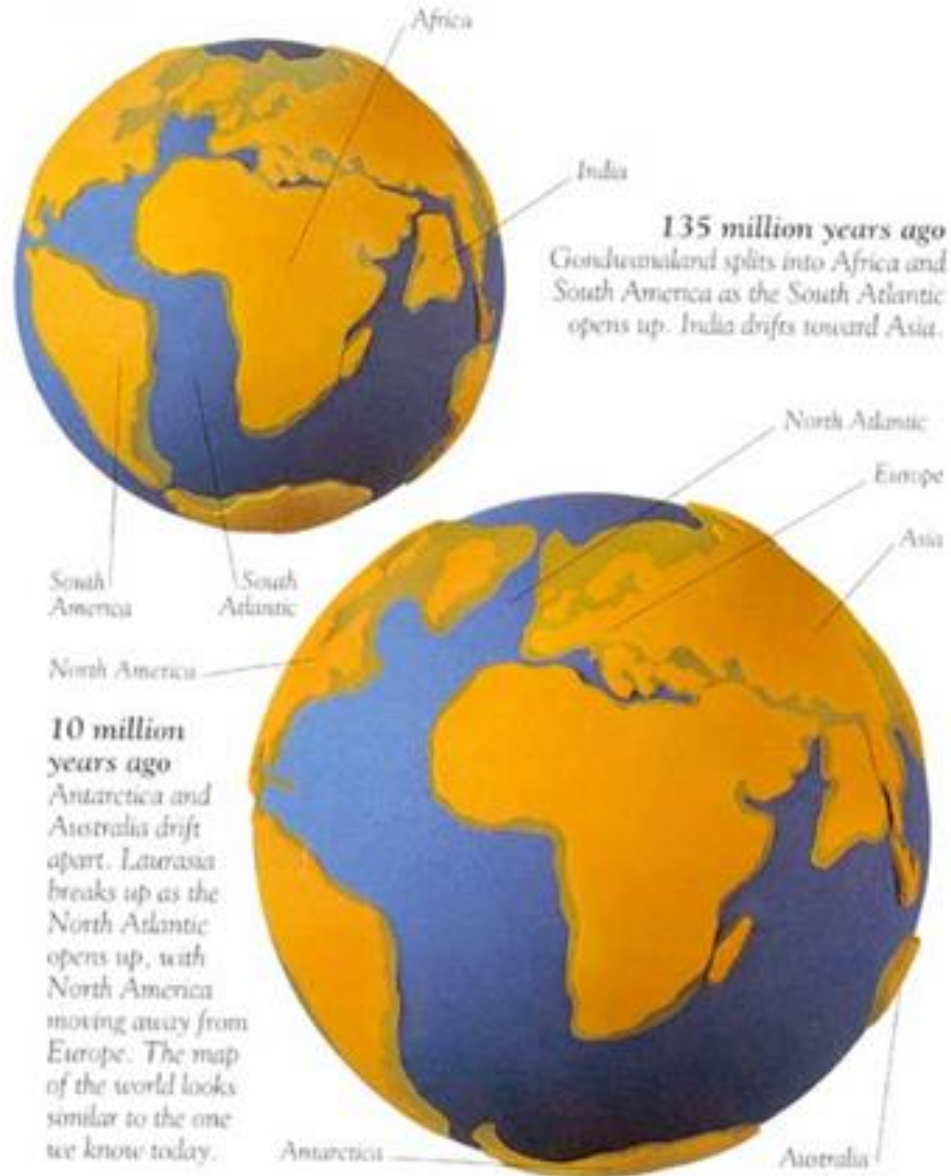 Africa
India
135 million years ago
Gondwanaland splits into Africa and
South America as the South Atlantic
opens up. India drifts toward Asia.
North Atlantic
Europe
Asia
South
America
South
Atlantic
North America
10 million
years ago
Antarctica and
Australia drift
apart. Laurasia
breaks up as the
North Atlantic
opens up, with
North America
moving away from
Europe. The map
of the world looks
similar to the one
we know today.
Antarctica
Australia